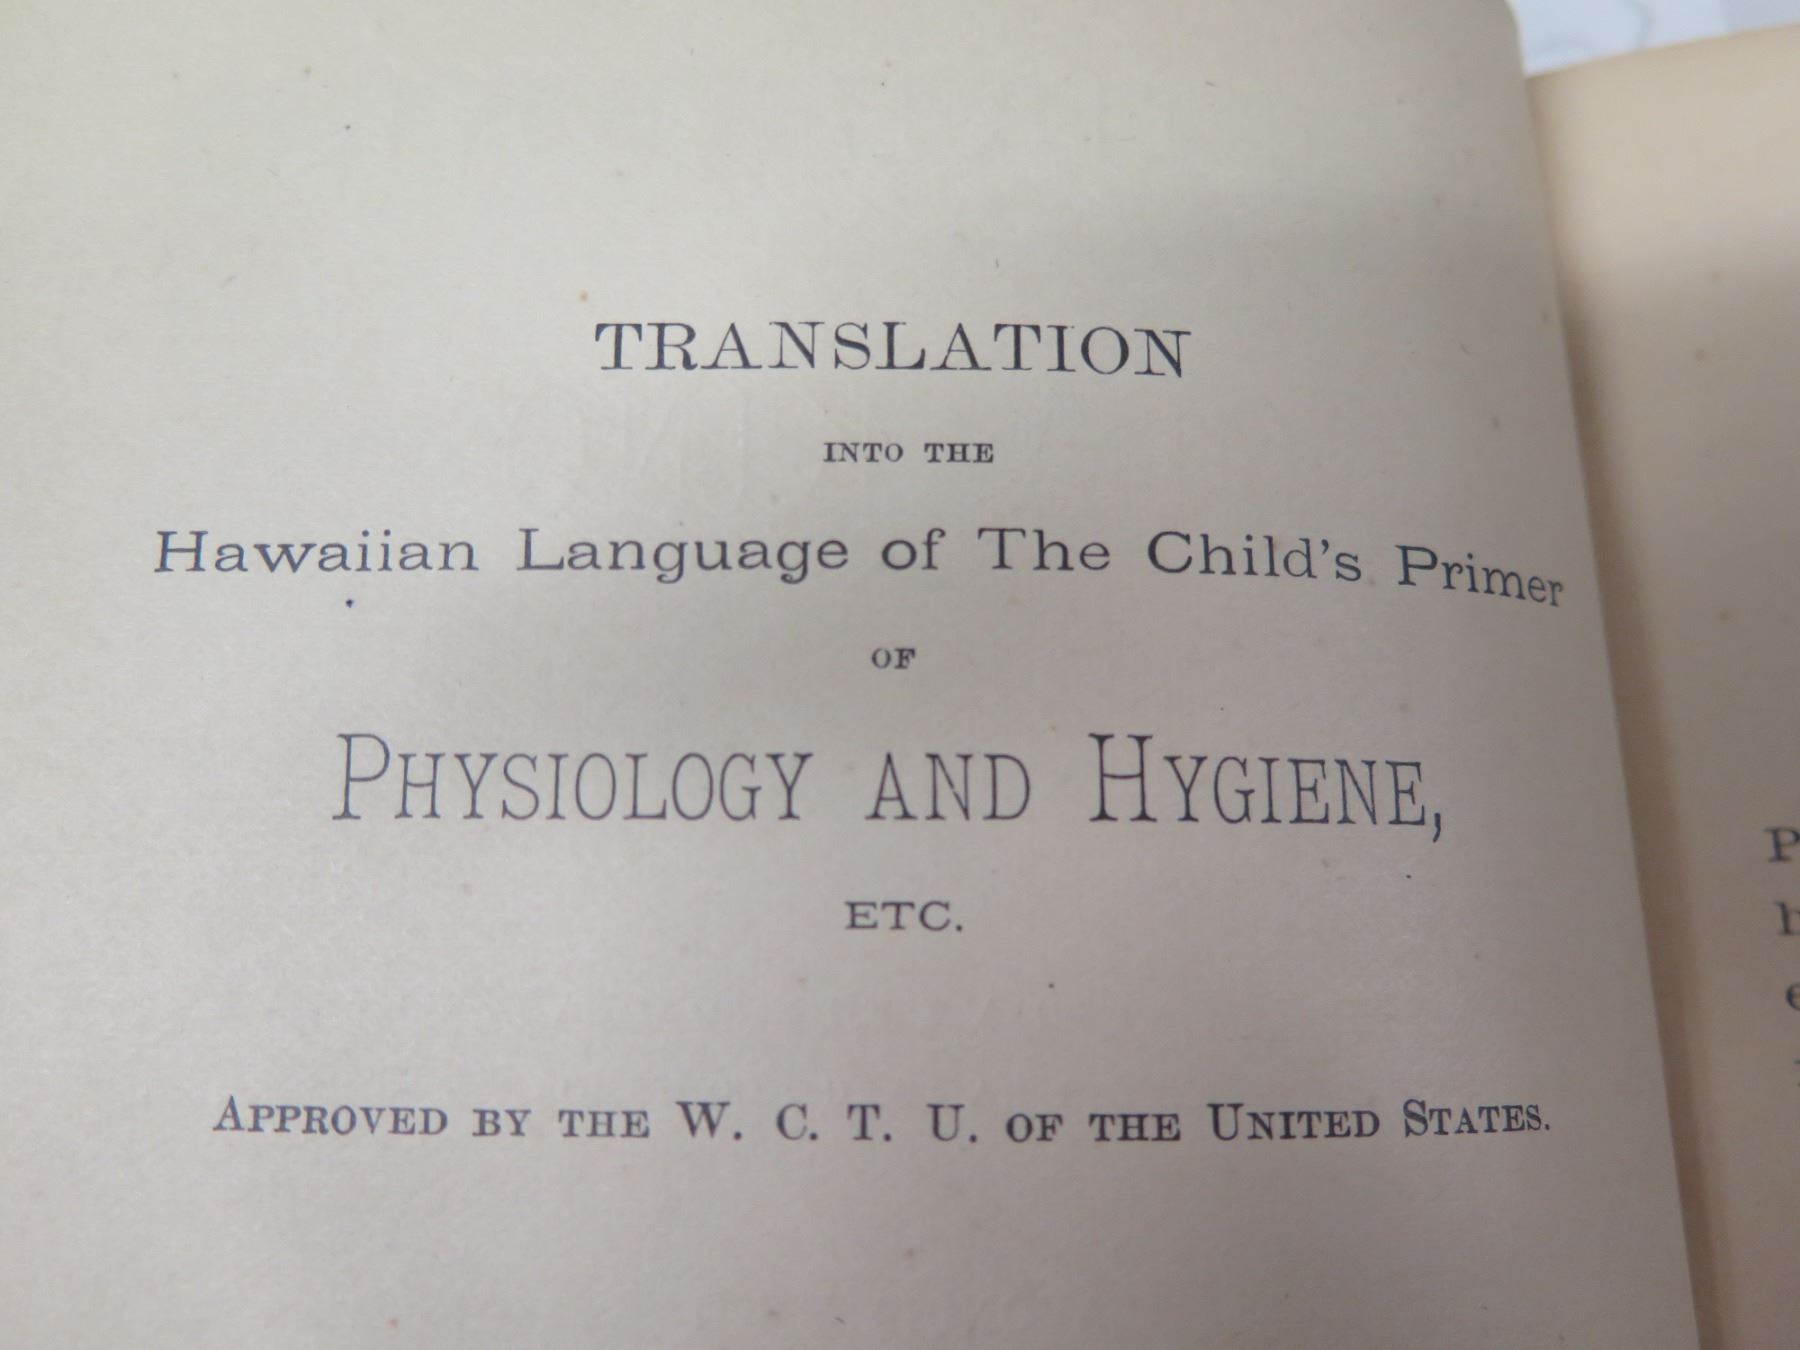 TRANSLATION
INTO THE
Hawaiian Language of The Child's Primer
OF
PHYSIOLOGY AND HYGIENE,
ETC.
APPROVED BY THE W. C. T. U. OF THE UNITED STATES.